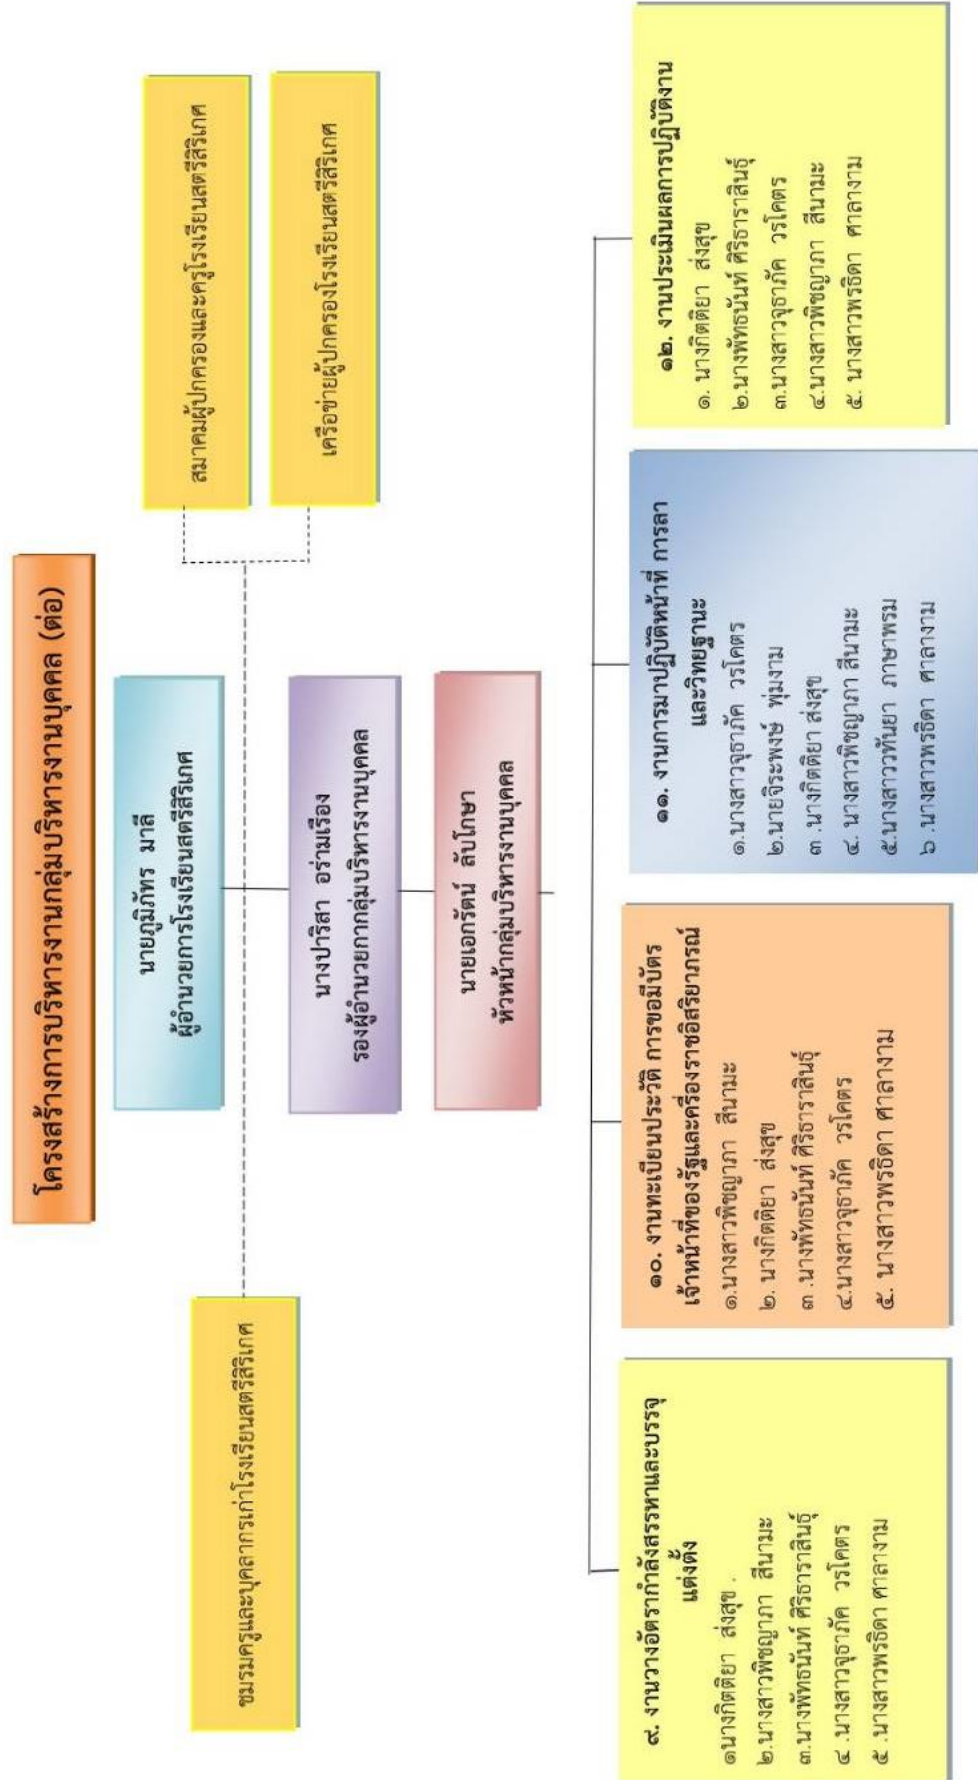 โครงสร้างการบริหารงานกลุ่มบริหารงานบุคคล (ต่อ)
นายภูมิภัทร มาลี
ผู้อำนวยการโรงเรียนสตรีสิริเกศ
ชมรมครูและบุคลากรเก่าโรงเรียนสตรีสิริเกศ
สมาคมผู้ปกครองและครูโรงเรียนสตรีสิริเกศ
เครือข่ายผู้ปกครองโรงเรียนสตรีสิริเกศ
นางปาริสา อร่ามเรือง
รองผู้อำนวยกากลุ่มบริหารงานบุคคล
นายเอกรัตน์ ลับโกษา
หัวหน้ากลุ่มบริหารงานบุคคล
๙. งานวางอัตรากำลังสรรหาและบรรจุ
แต่งตั้ง
๑นางกิตติยา ส่งสุข .
๒.นางสาวพิชญาภา สีนามะ
๓.นางพัทธนันท์ ศิริธาราสินธุ์
๔ .นางสาวจุธาภัค วรโคตร
๕ .นางสาวพรธิดา ศาลางาม
๑๐. งานทะเบียนประวัติ การขอมีบัตร
เจ้าหน้าที่ของรัฐและเครื่องราชอิสริยาภรณ์
๑.นางสาวพิชญาภา สีนามะ
๒. นางกิตติยา ส่งสุข
๓ .นางพัทธนันท์ ศิริธาราสินธุ์
๔.นางสาวจุธาภัค วรโคตร
๕. นางสาวพรธิดา ศาลางาม
๑๑. งานการมาปฏิบัติหน้าที่ การลา
และวิทยฐานะ
๑.นางสาวจุธาภัค วรโคตร
๒.นายจิระพงษ์ พุ่มงาม
๓ .นางกิตติยา ส่งสุข
๔. นางสาวพิชญาภา สีนามะ
๕.นางสาววทันยา ภาษาพรม
๖ .นางสาวพรธิดา ศาลางาม
๑๒. งานประเมินผลการปฏิบัติงาน
๑. นางกิตติยา ส่งสุข
๒.นางพัทธนันท์ ศิริธาราสินธุ์
๓.นางสาวจุธาภัค วรโคตร
๔.นางสาวพิชญาภา สีนามะ
๕. นางสาวพรธิดา ศาลางาม